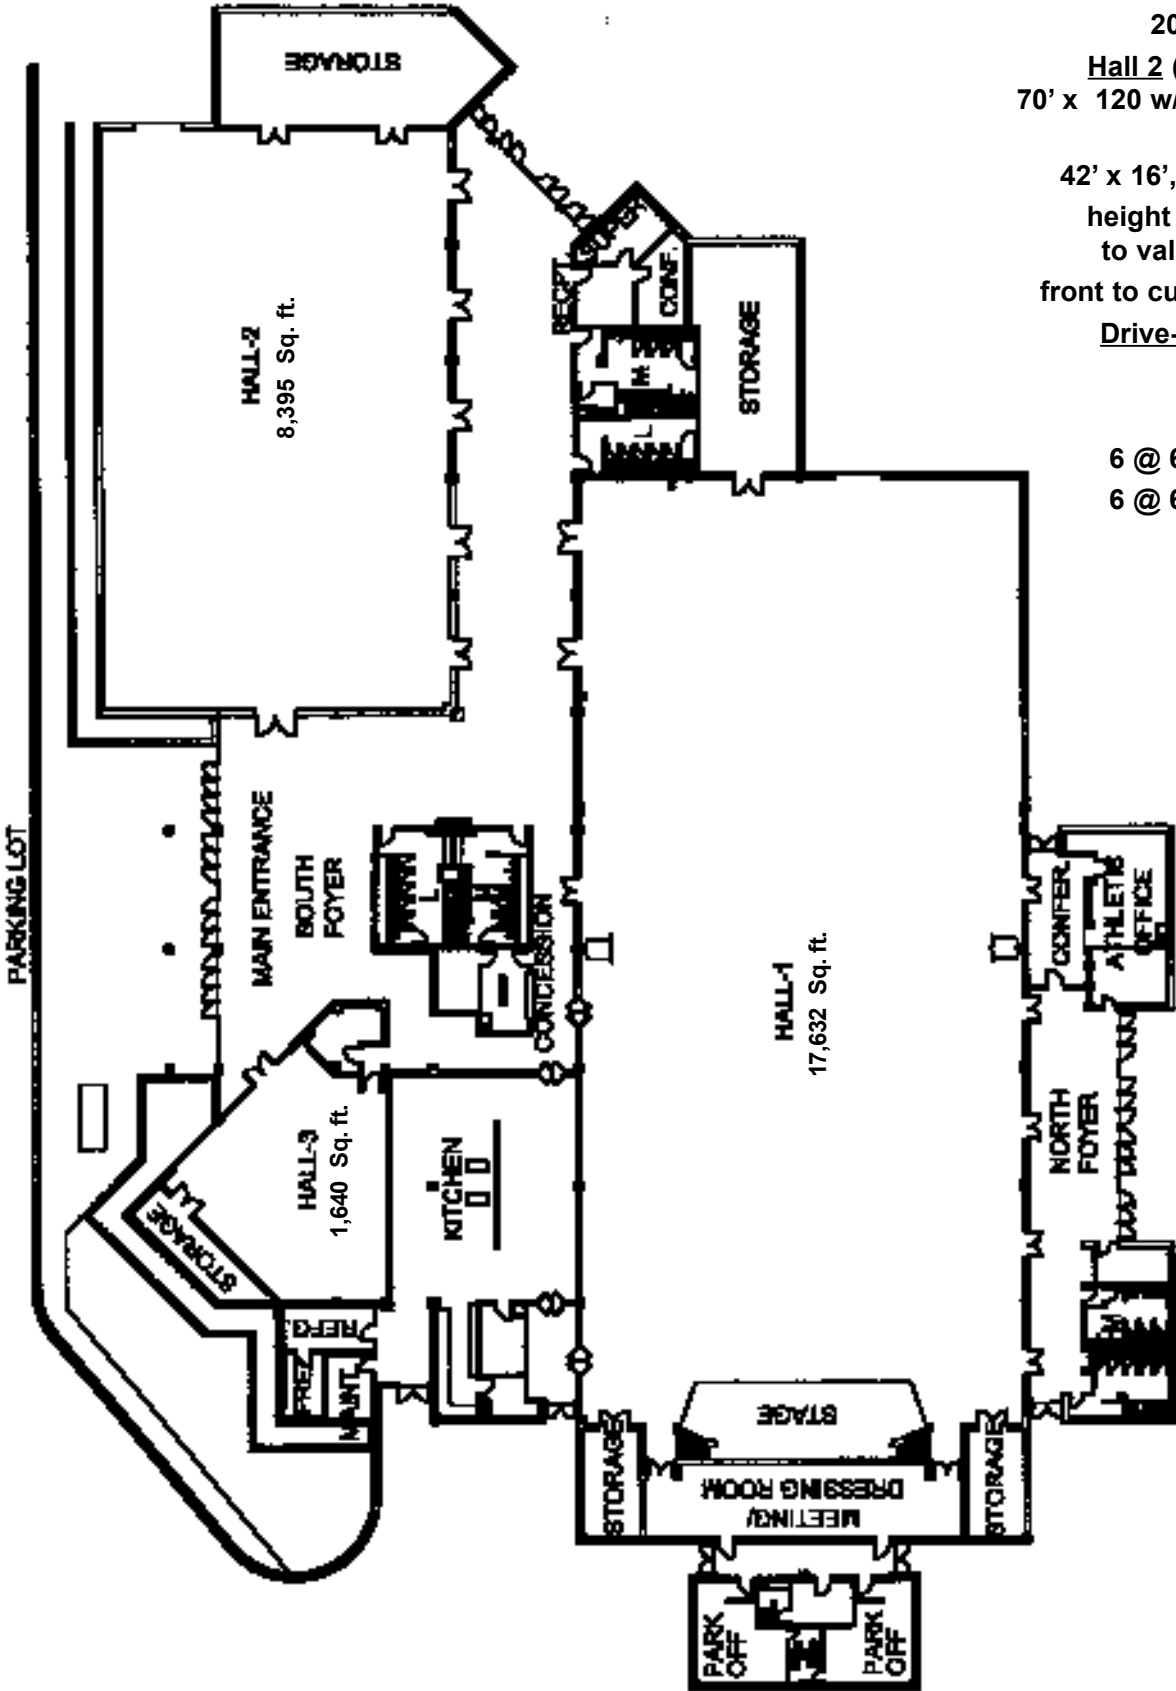 20
Hall 2 (
70’ x 120 w/
42’ x 16’,
height
to val
front to cu
Drive-
6 @ 6
6 @ 6
STORAGE
HALL-2
8,395 Sq. ft.
RECP
CONF.
M
L
STORAGE
PARKING LOT
MAIN ENTRANCE
SOUTH
FOYER
L
CONCESSION
HALL-1
17,632 Sq. ft.
CONFER.
ATHLETIC
OFFICE
HALL-3
1,640 Sq. ft.
STORAGE
KITCHEN
NORTH
FOYER
REFG.
FREZ
MAINT.
M
STAGE
STORAGE
MEETING/
DRESSING ROOM
STORAGE
PARK
OFF
PARK
OFF